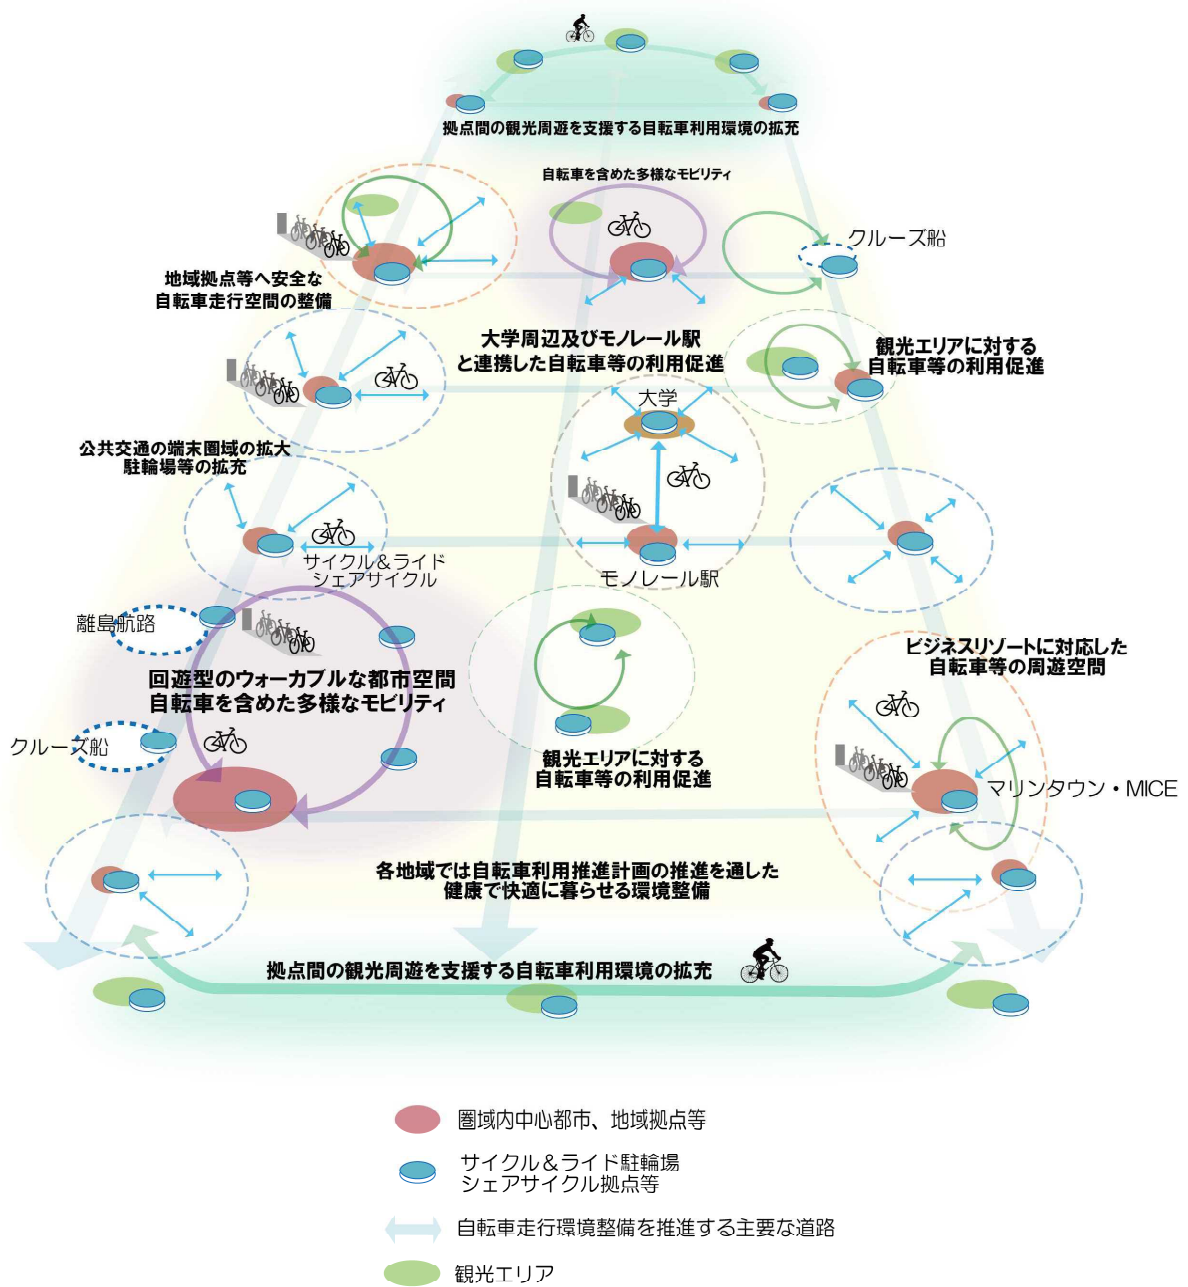 拠点間の観光周遊を支援する自転車利用環境の拡充
自転車を含めた多様なモビリティ
クルーズ船
地域拠点等へ安全な
自転車走行空間の整備
大学周辺及びモノレール駅
と連携した自転車等の利用促進
観光エリアに対する
自転車等の利用促進
大学
公共交通の端末圏域の拡大
駐輪場等の拡充
サイクル＆ライド
シェアサイクル
モノレール駅
離島航路
ビジネスリゾートに対応した
自転車等の周遊空間
回遊型のウォーカブルな都市空間
自転車を含めた多様なモビリティ
クルーズ船
観光エリアに対する
自転車等の利用促進
マリンタウン・MICE
各地域では自転車利用推進計画の推進を通した
健康で快適に暮らせる環境整備
拠点間の観光周遊を支援する自転車利用環境の拡充
圏域内中心都市、地域拠点等
サイクル＆ライド駐輪場
シェアサイクル拠点等
自転車走行環境整備を推進する主要な道路
観光エリア